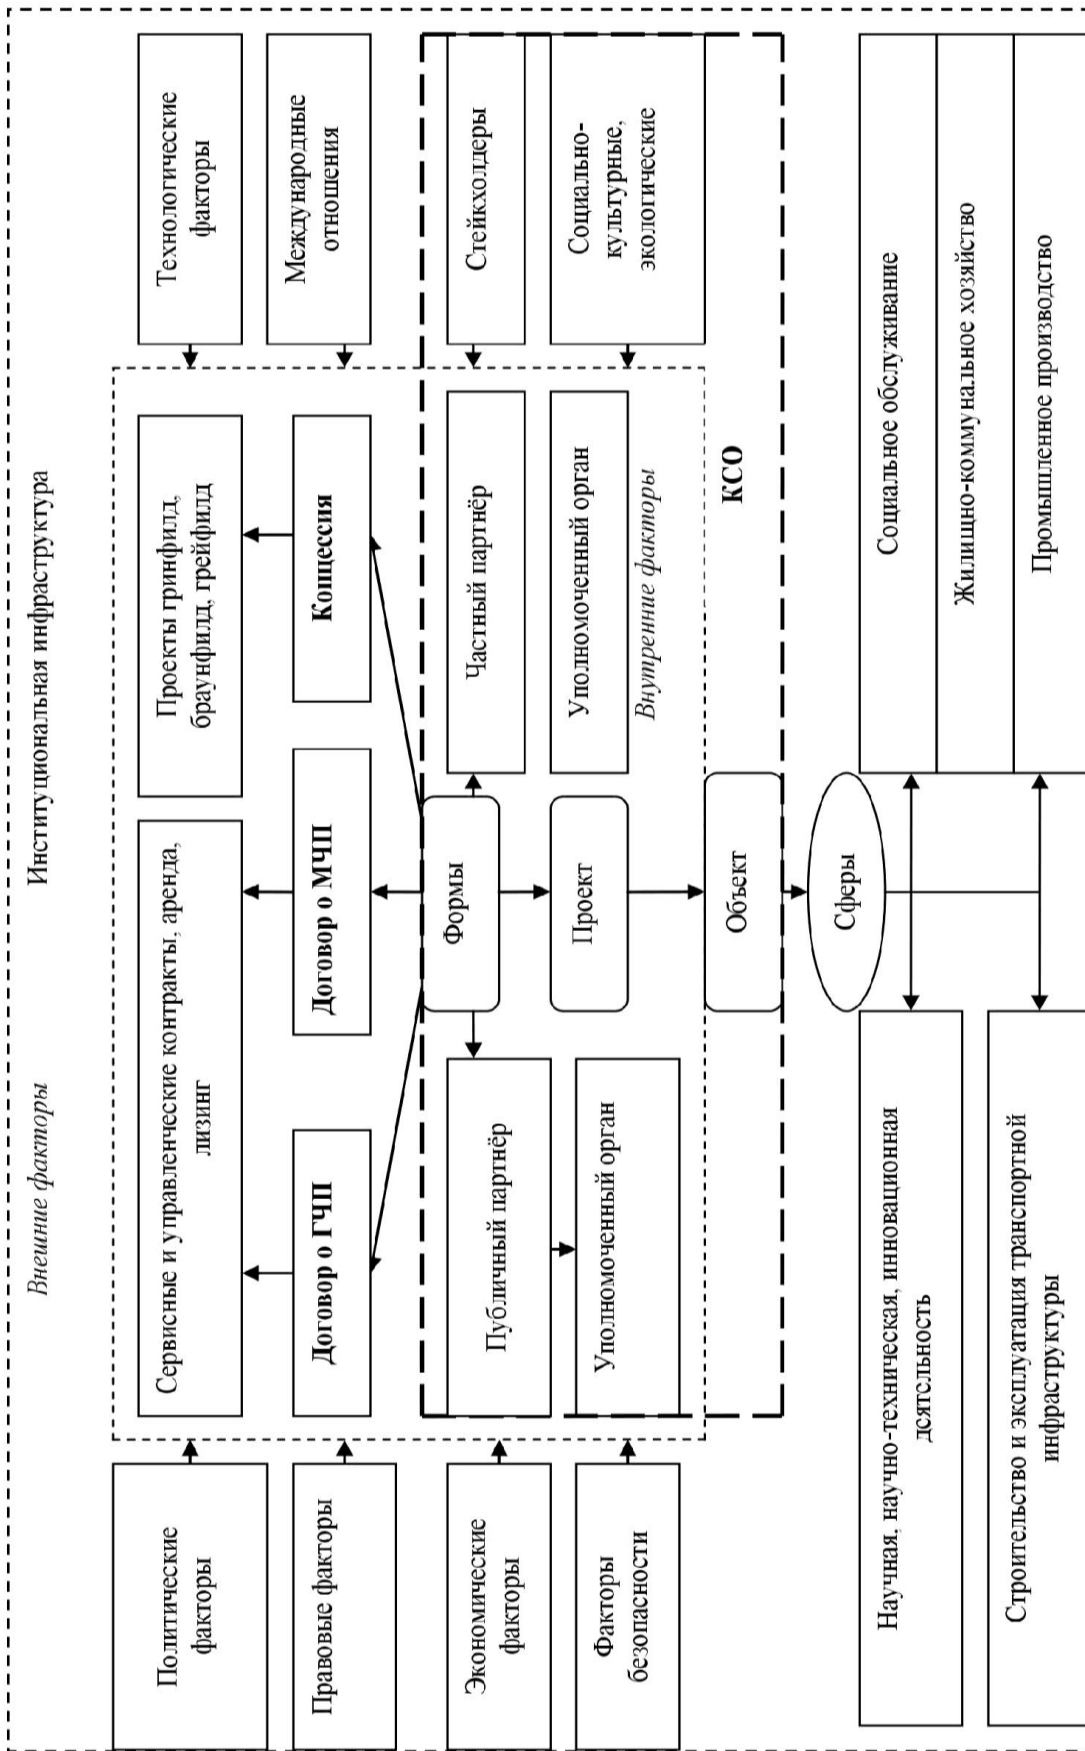 Внешние факторы
Институциональная инфраструктура
Политические
факторы
Сервисные и управленческие контракты, аренда,
лизинг
Проекты гринфилд,
браунфилд, грейфилд
Технологические
факторы
Правовые факторы
Договор о ГЧП
Договор о МЧП
Концессия
Международные
отношения
Экономические
факторы
Публичный партнёр
Формы
Частный партнёр
Стейкхолдеры
Факторы
безопасности
Уполномоченный орган
Проект
Уполномоченный орган
Внутренние факторы
Социально-
культурные,
экологические
Объект
КСО
Сферы
Научная, научно-техническая, инновационная
деятельность
Социальное обслуживание
Жилищно-коммунальное хозяйство
Строительство и эксплуатация транспортной
инфраструктуры
Промышленное производство